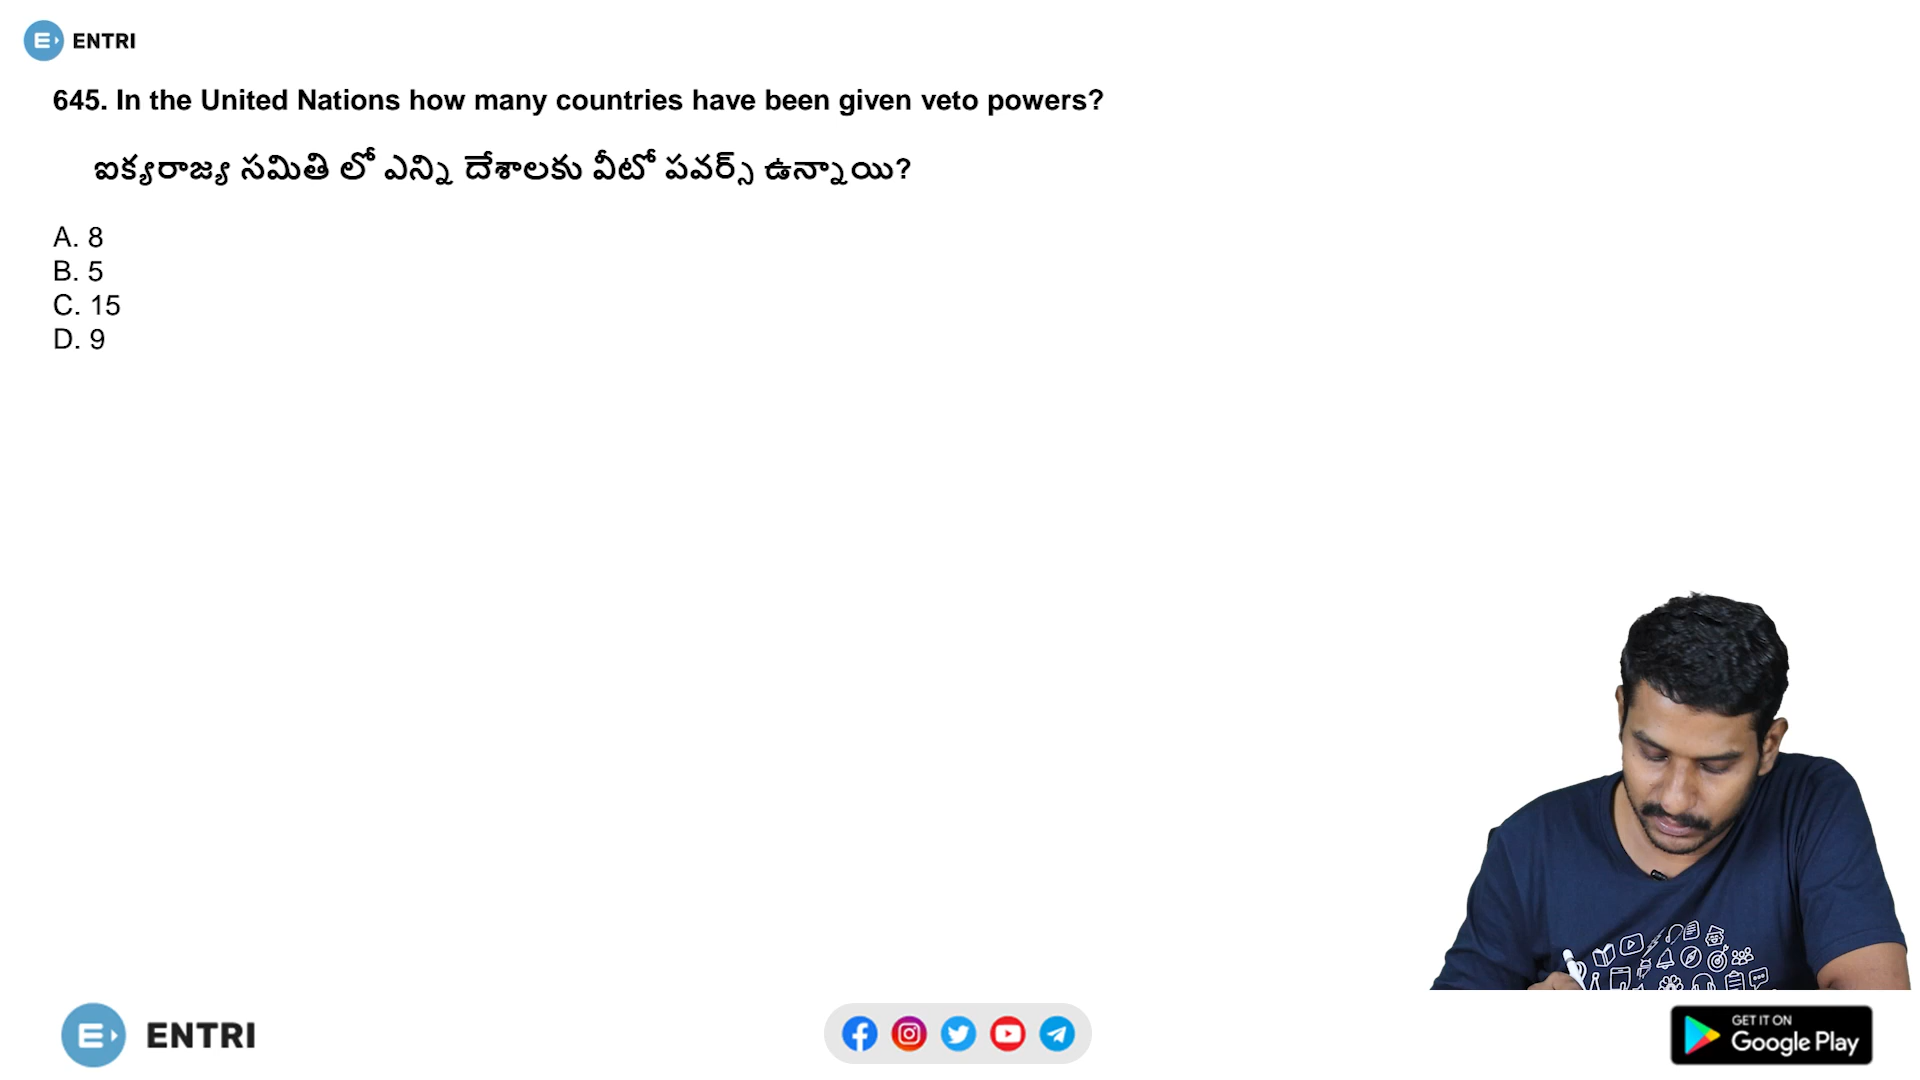 ENTRI
645. In the United Nations how many countries have been given veto powers?
ఐక్యరాజ్య సమితి లో ఎన్ని దేశాలకు వీటో పవర్స్ ఉన్నాయి?
A. 8
B. 5
C. 15
D. 9
ENTRI
GET IT ON
Google Play